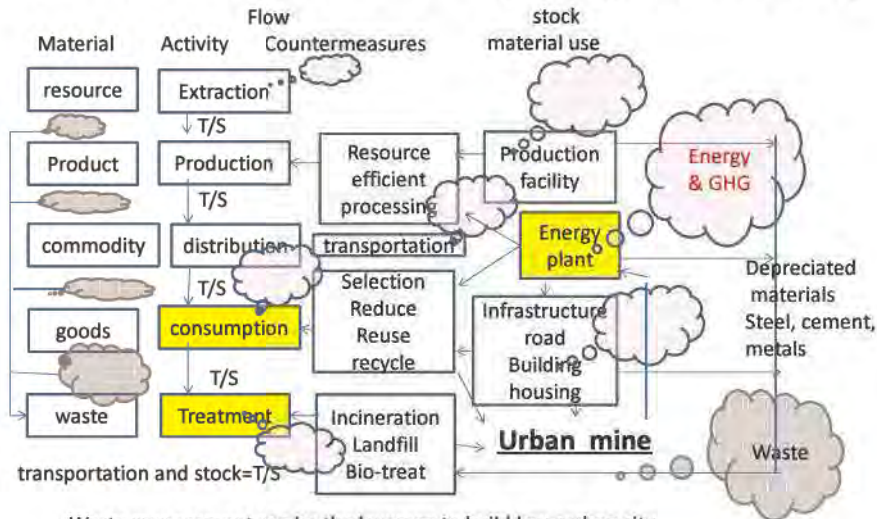 Flow
stock
Material
Activity
Countermeasures
material use
resource
Extraction
T/S
Product
Production
Resource
efficient
processing
Production
facility
Energy
& GHG
T/S
commodity
distribution
transportation
Energy
plant
T/S
Selection
Reduce
Reuse
recycle
Depreciated
materials
Steel, cement,
metals
goods
consumption
Infrastructure
road
Building
housing
T/S
waste
Treatment
Incineration
Landfill
Bio-treat
Urban mine
Waste
transportation and stock=T/S